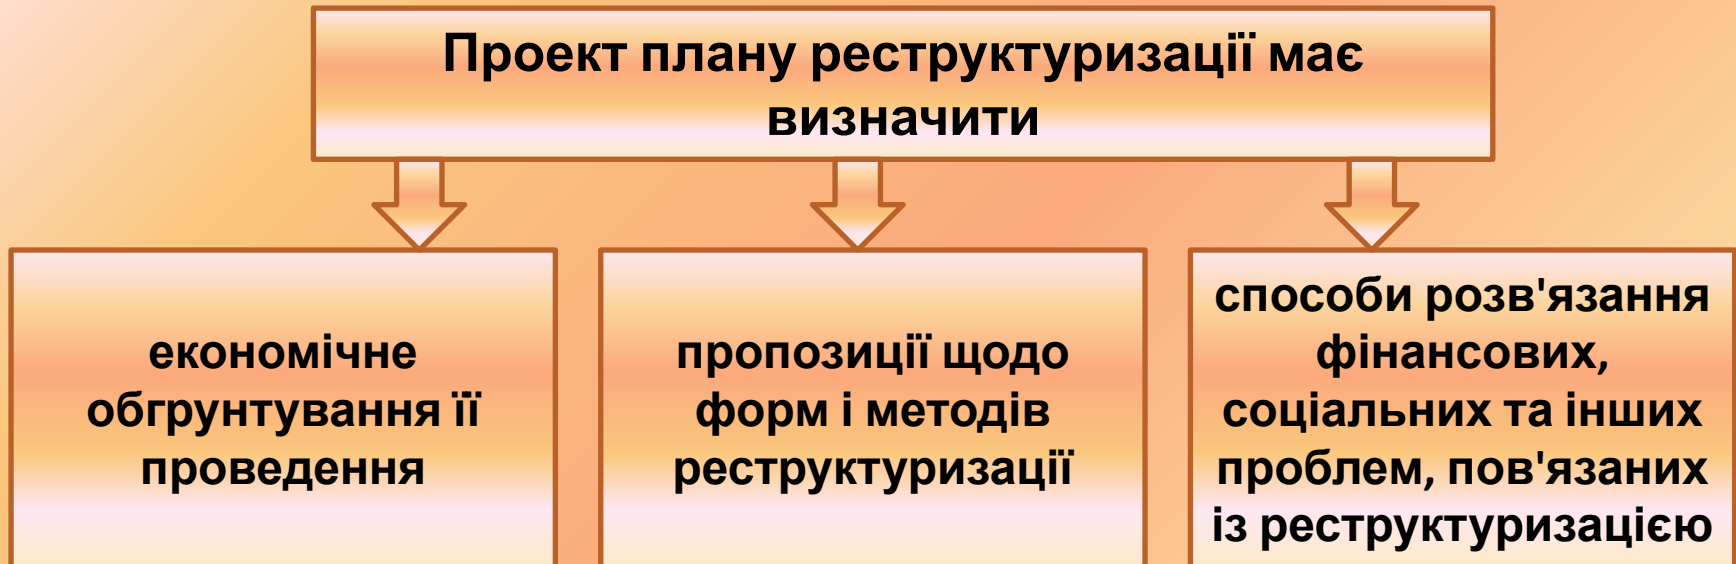 Проект плану реструктуризації має
визначити
економічне
обгрунтування її
проведення
пропозиції щодо
форм і методів
реструктуризації
способи розв'язання
фінансових,
соціальних та інших
проблем, пов'язаних
із реструктуризацією